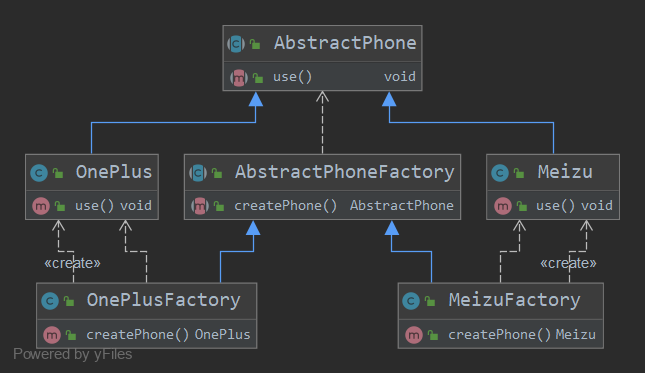 AbstractPhone
use() void
OnePlus
use() void
AbstractPhoneFactory
createPhone() AbstractPhone
Meizu
use() void
«create»
«create»
OnePlusFactory
createPhone() OnePlus
MeizuFactory
createPhone() Meizu
Powered by yFiles